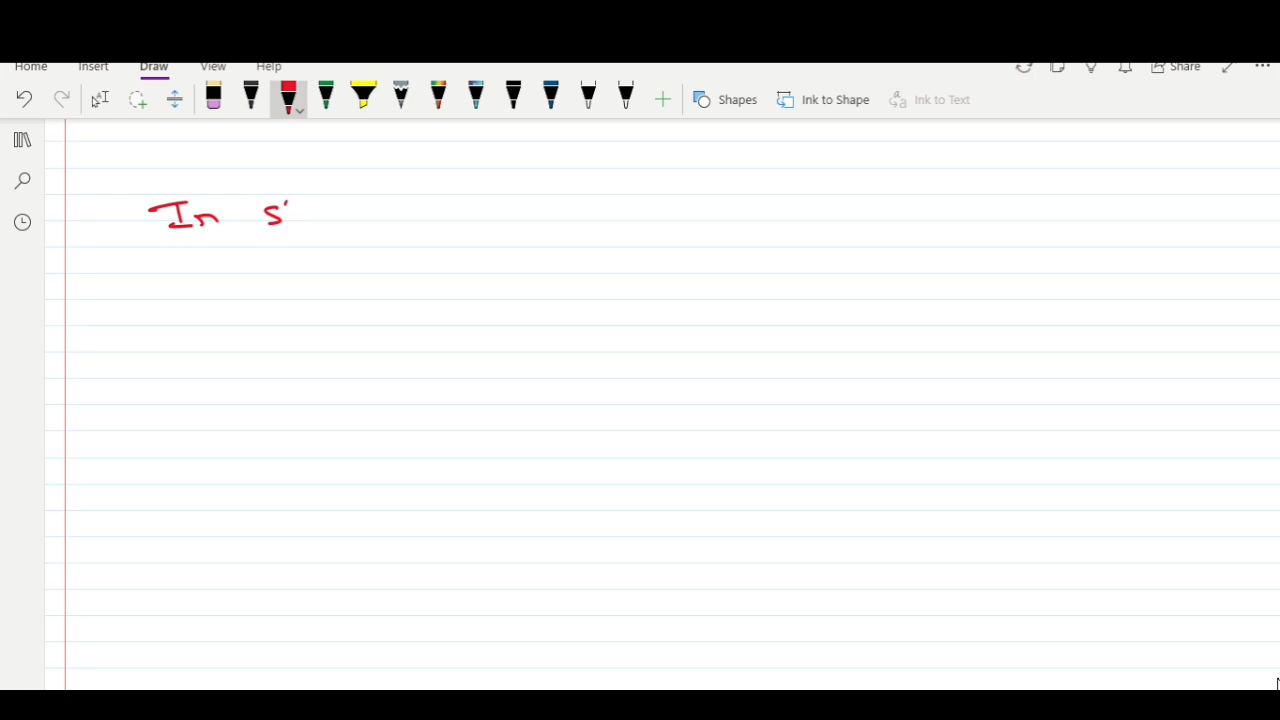 Home Insert Draw View Help Share
Shapes Ink to Shape Ink to Text
In s